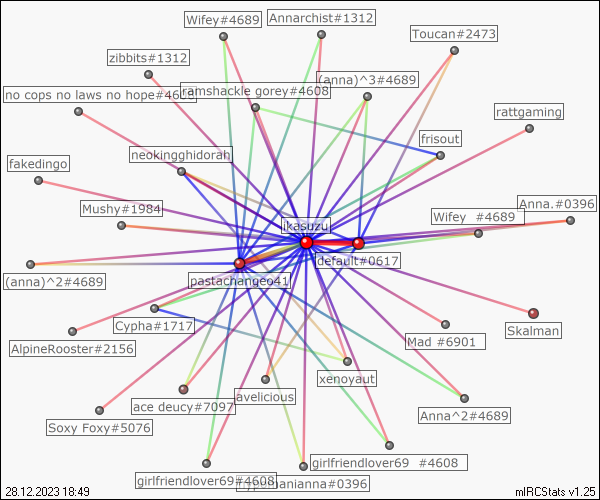 Wifey#4689
Annarchist#1312
Toucan#2473
zibbits#1312
(anna)^3#4689
no cops no laws no hope#4689
ramshackle gorey#4608
rattgaming
frisout
neokingghidorah
fakedingo
Mushy#1984
Anna.#0396
Wifey  #4689
ikasuzu
default#0617
(anna)^2#4689
pastachangeo41
Cypha#1717
Skalman
AlpineRooster#2156
Mad #6901
xenoyaut
avelicious
ace deucy#7097
Anna^2#4689
Soxy Foxy#5076
girlfriendlover69  #4608
girlfriendlover69#4608
#0396
28.12.2023 18:49
mIRCStats v1.25